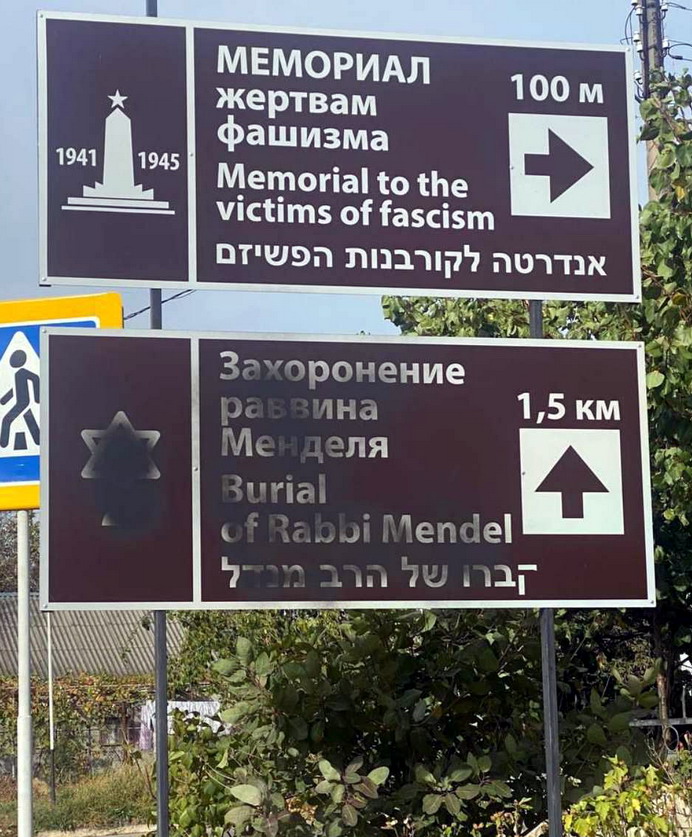 1941 1945
МЕМОРИАЛ
жертвам
фашизма
Memorial to the
victims of fascism
אנדרטה לקורבנות הפשיזם
100 м
Захоронение
раввина
Менделя
Burial
of Rabbi Mendel
קברו של הרב מנדל
1,5 км